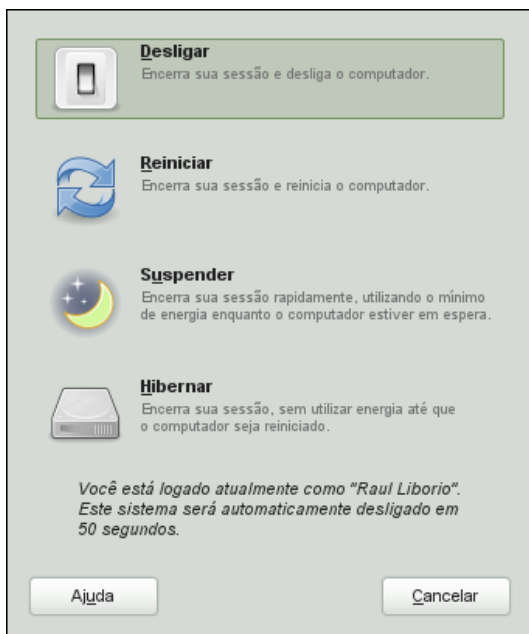 Desligar
Encerra sua sessão e desliga o computador.
Reiniciar
Encerra sua sessão e reinicia o computador.
Suspender
Encerra sua sessão rapidamente, utilizando o mínimo
de energia enquanto o computador estiver em espera.
Hibernar
Encerra sua sessão, sem utilizar energia até que
o computador seja reiniciado.
Você está logado atualmente como "Raul Liborio".
Este sistema será automaticamente desligado em
50 segundos.
Ajuda
Cancelar